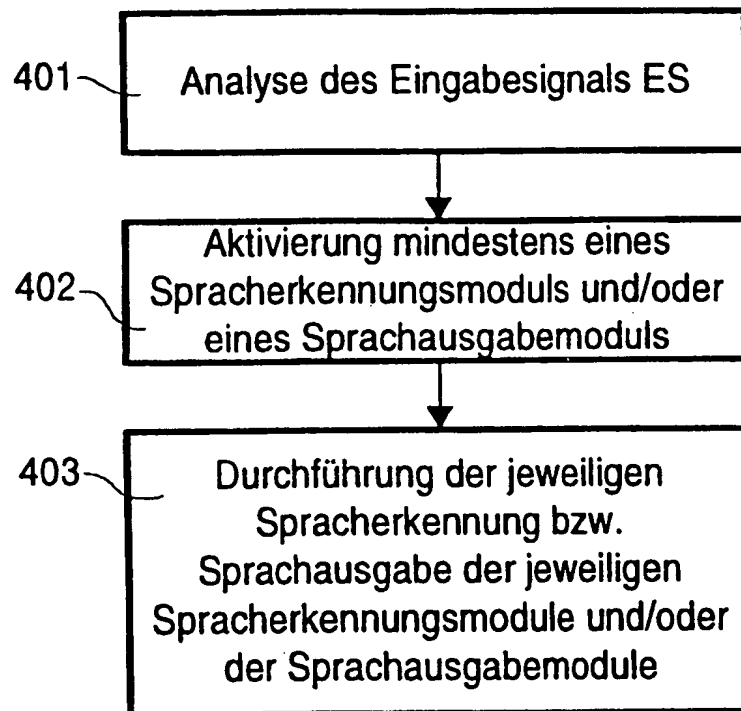 401
Analyse des Eingabesignals ES
402
Aktivierung mindestens eines
Spracherkennungsmoduls und/oder
eines Sprachausgabemoduls
403
Durchführung der jeweiligen
Spracherkennung bzw.
Sprachausgabe der jeweiligen
Spracherkennungsmodule und/oder
der Sprachausgabemodule